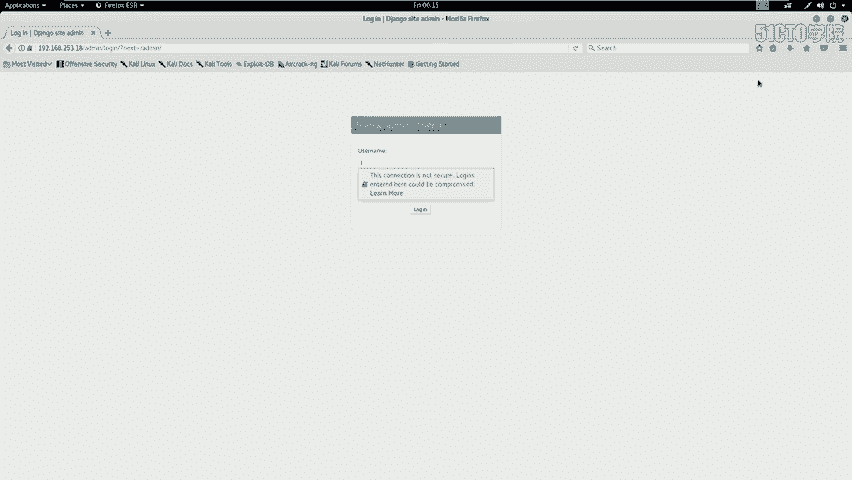 Applications Places Firefox ESR Fri 00:15
Log in | Django site admin - Mozilla Firefox
Log in | Django site admin
51CTO学院
192.168.253.18/admin/login/?next=/admin/ Search
Most Visited Offensive Security Kali Linux Kali Docs Kali Tools Exploit-DB Aircrack-ng Kali Forums NetHunter Getting Started
Username:
This connection is not secure. Logins
entered here could be compromised.
Learn More
Log in